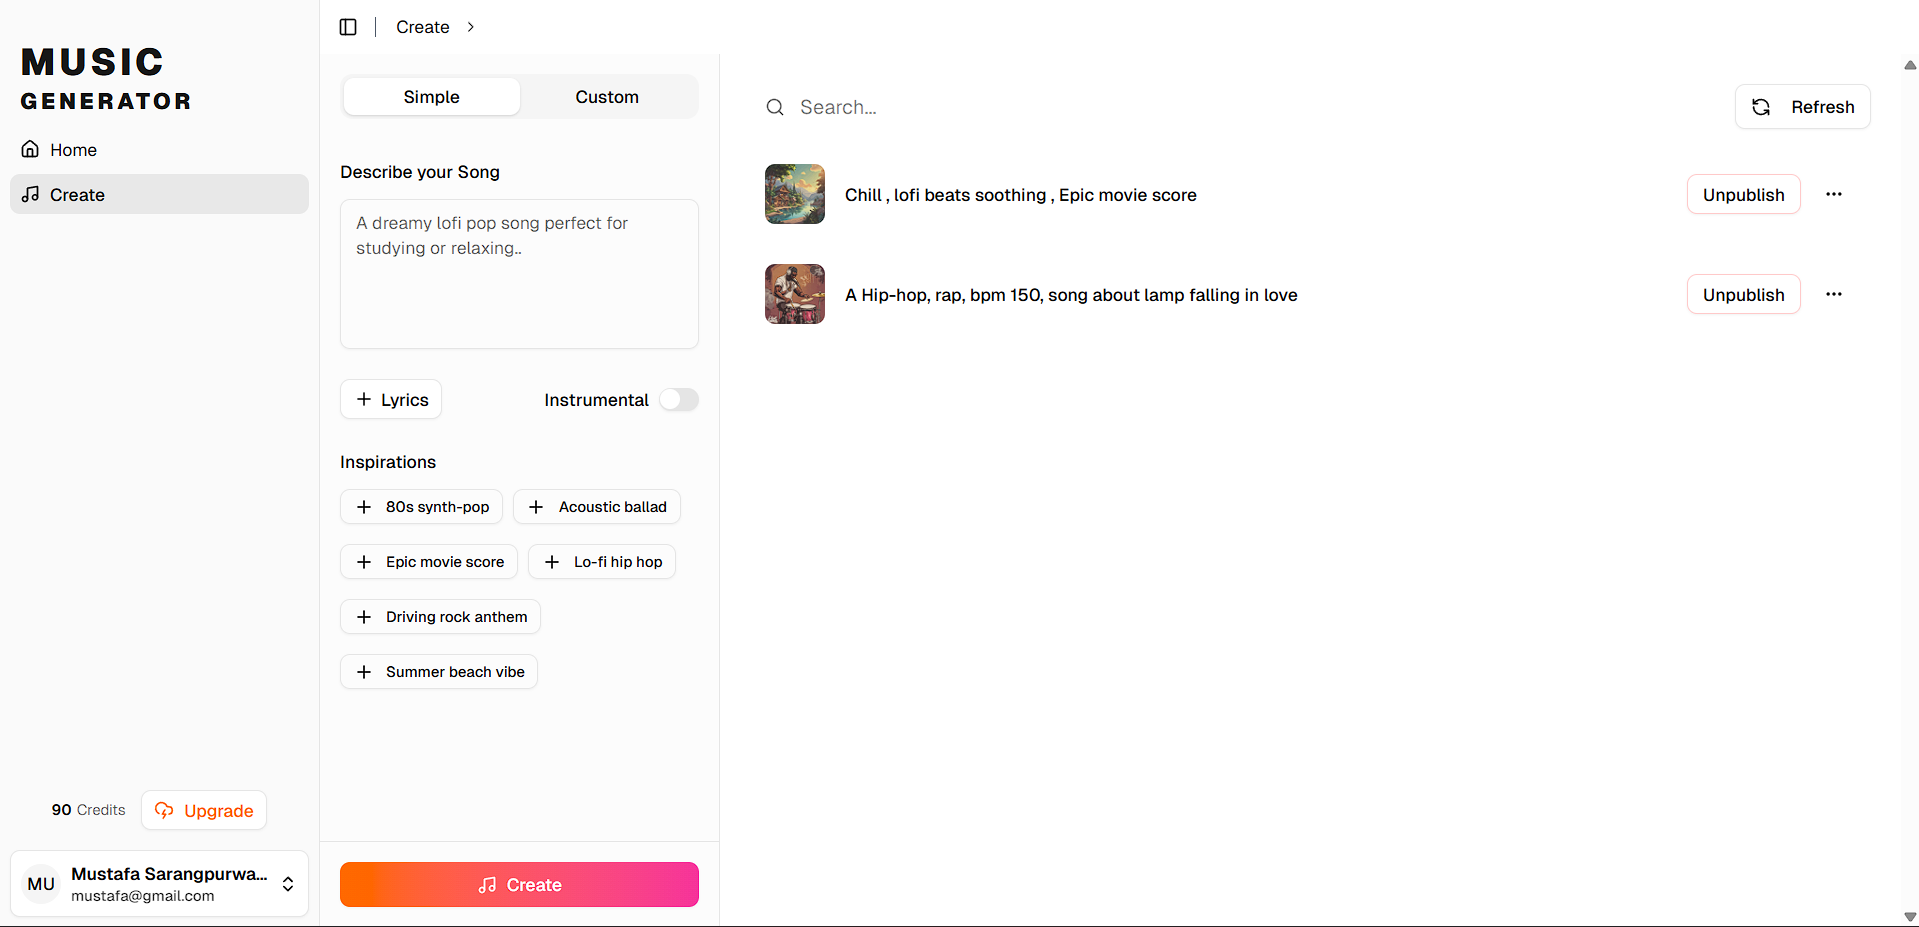 MUSIC
GENERATOR
Home
Create
90 Credits
Upgrade
MU
Mustafa Sarangpurwa...
mustafa@gmail.com
Create
Simple
Custom
Describe your Song
A dreamy lofi pop song perfect for
studying or relaxing..
Lyrics
Instrumental
Inspirations
80s synth-pop
Acoustic ballad
Epic movie score
Lo-fi hip hop
Driving rock anthem
Summer beach vibe
Create
Search...
Refresh
Chill , lofi beats soothing , Epic movie score
Unpublish
A Hip-hop, rap, bpm 150, song about lamp falling in love
Unpublish